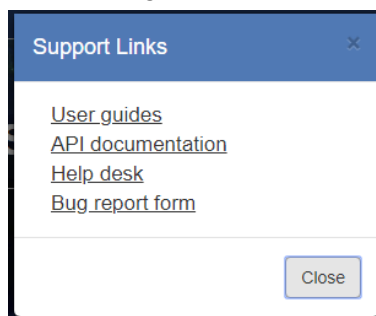 Support Links ×
User guides
API documentation
Help desk
Bug report form
Close